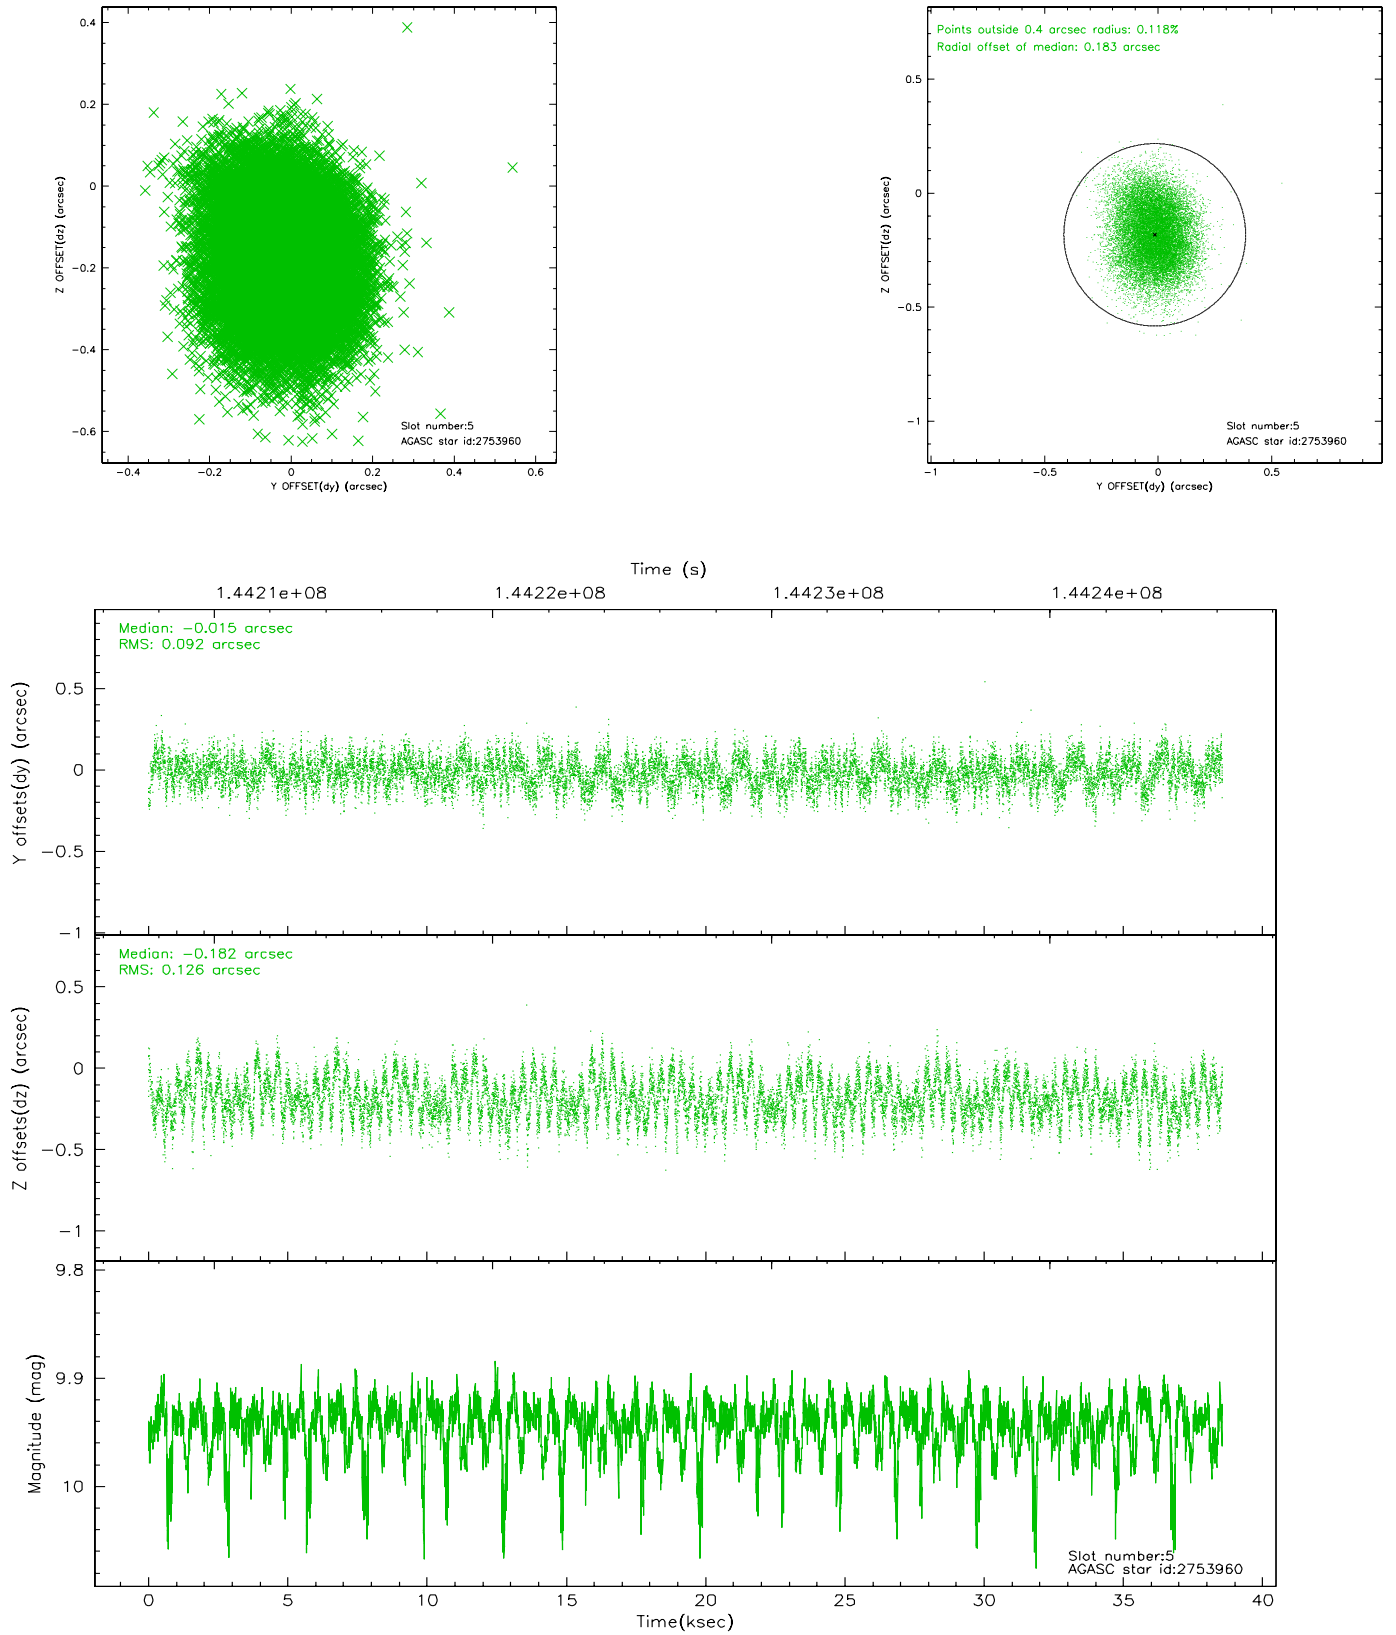 0.4
0.2
0
−0.2
−0.4
−0.6
Z OFFSET(dz) (arcsec)
Slot number:5
AGASC star id:2753960
−0.4 −0.2 0 0.2 0.4 0.6
Y OFFSET(dy) (arcsec)
Points outside 0.4 arcsec radius: 0.118%
Radial offset of median: 0.183 arcsec
0.5
0
−0.5
−1
Z OFFSET(dz) (arcsec)
Slot number:5
AGASC star id:2753960
−1 −0.5 0 0.5
Y OFFSET(dy) (arcsec)
Time (s)
1.4421e+08 1.4422e+08 1.4423e+08 1.4424e+08
Median: −0.015 arcsec
RMS: 0.092 arcsec
0.5
0
−0.5
−1
Y offsets(dy) (arcsec)
Median: −0.182 arcsec
RMS: 0.126 arcsec
0.5
0
−0.5
−1
Z offsets(dz) (arcsec)
9.8
9.9
10
Magnitude (mag)
Slot number:5
AGASC star id:2753960
0 5 10 15 20 25 30 35 40
Time(ksec)